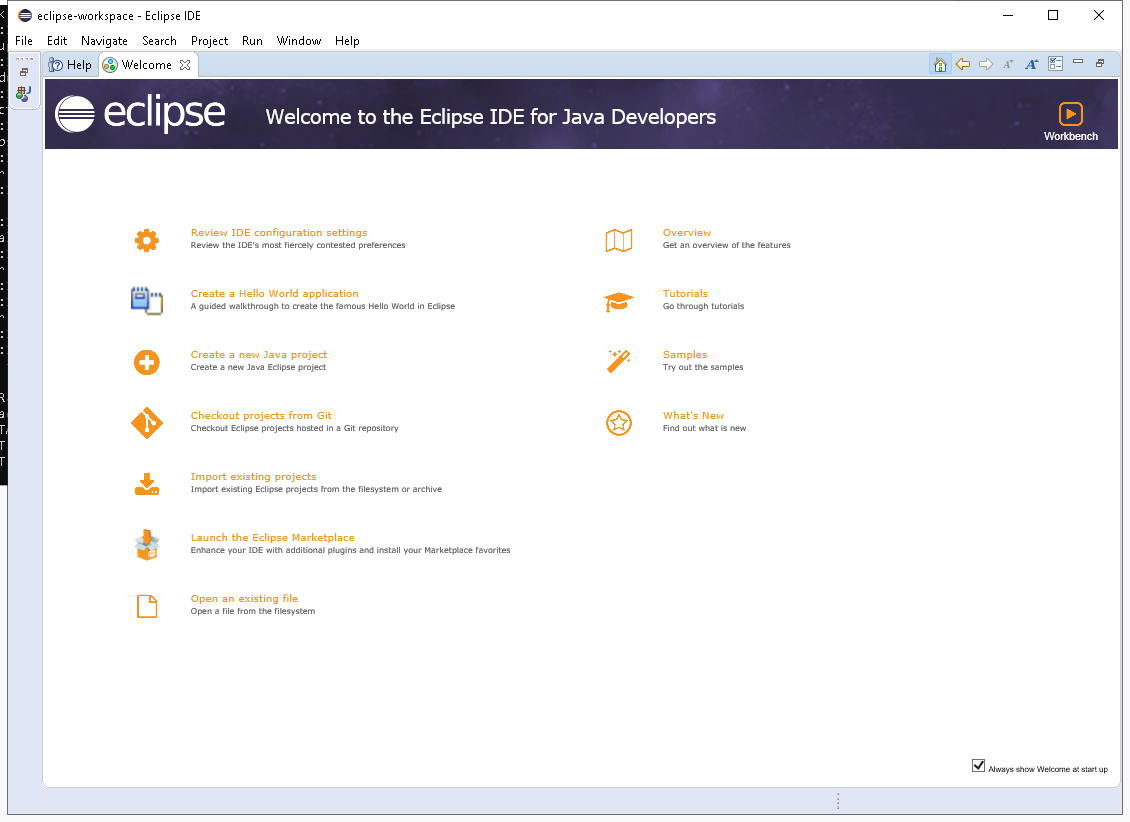 eclipse-workspace - Eclipse IDE
File Edit Navigate Search Project Run Window Help
Help Welcome
eclipse
Welcome to the Eclipse IDE for Java Developers
Workbench
Review IDE configuration settings
Review the IDE's most fiercely contested preferences
Create a Hello World application
A guided walkthrough to create the famous Hello World in Eclipse
Create a new Java project
Create a new Java Eclipse project
Checkout projects from Git
Checkout Eclipse projects hosted in a Git repository
Import existing projects
Import existing Eclipse projects from the filesystem or archive
Launch the Eclipse Marketplace
Enhance your IDE with additional plugins and install your Marketplace favorites
Open an existing file
Open a file from the filesystem
Overview
Get an overview of the features
Tutorials
Go through tutorials
Samples
Try out the samples
What's New
Find out what is new
Always show Welcome at start up